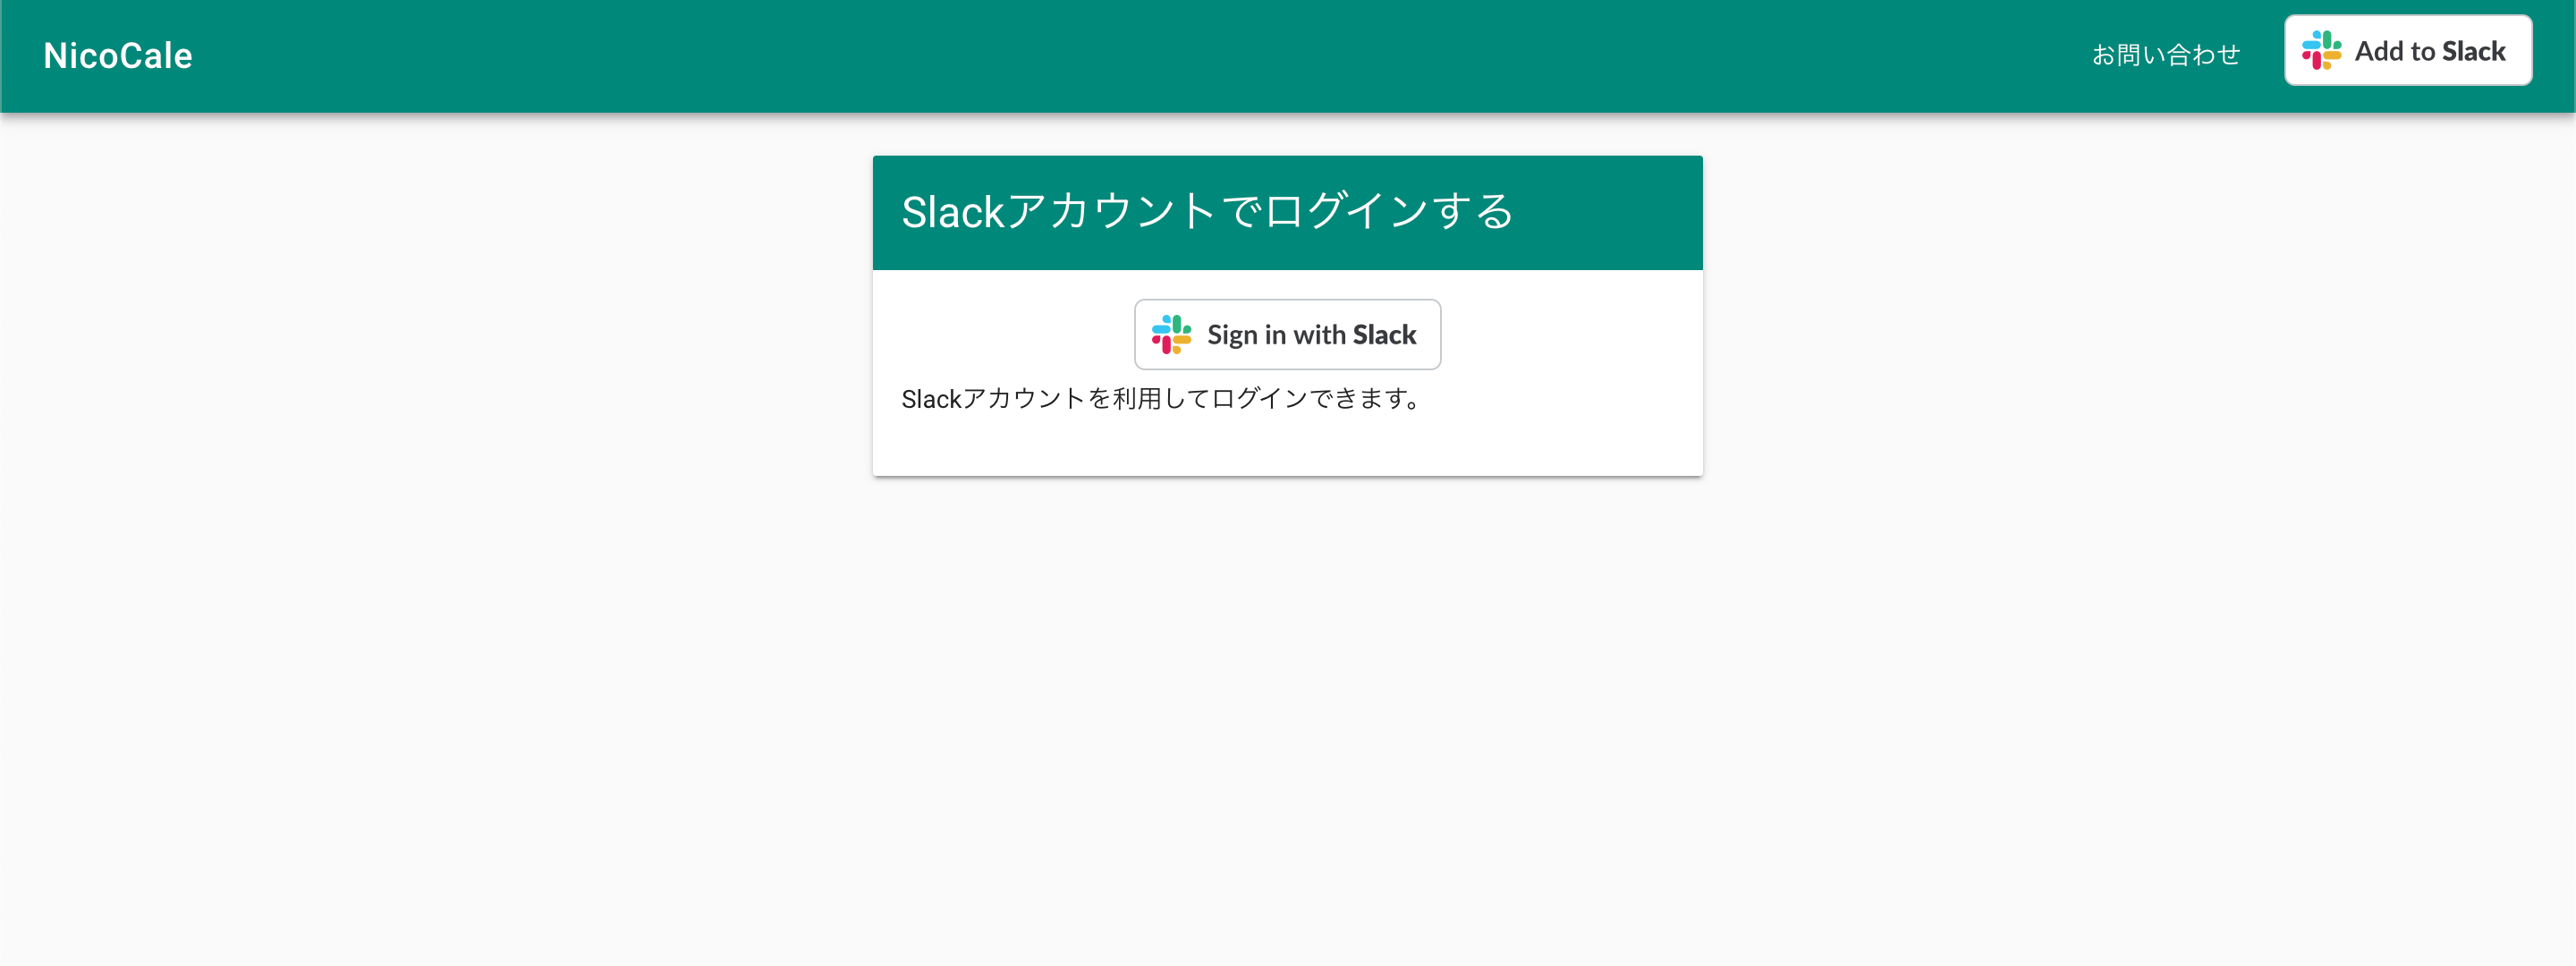 NicoCale
お問い合わせ
Add to Slack
Slackアカウントでログインする
Sign in with Slack
Slackアカウントを利用してログインできます。